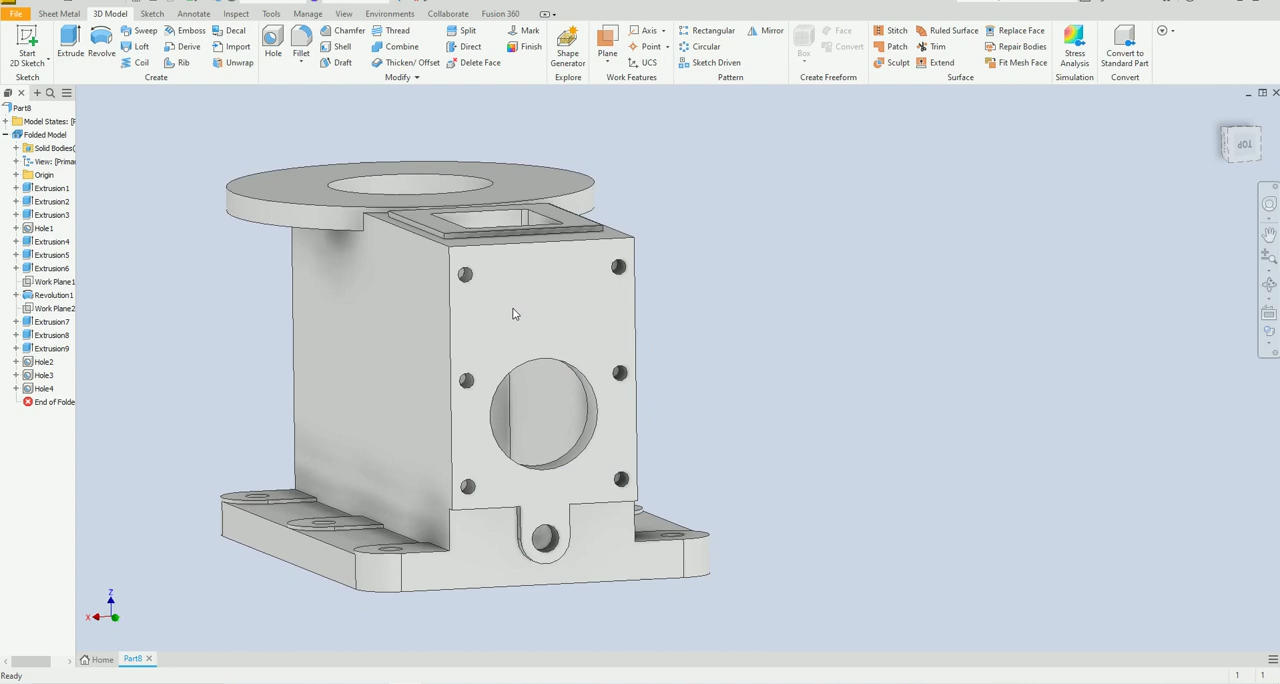 File Sheet Metal 3D Model Sketch Annotate Inspect Tools Manage View Environments Collaborate Fusion 360
Sweep Emboss Decal Chamfer Thread Split Mark Axis Rectangular Mirror Face Stitch Ruled Surface Replace Face
Start 2D Sketch Extrude Revolve Loft Derive Import Hole Fillet Shell Combine Direct Finish Shape Generator Plane Point Circular Box Convert Patch Trim Repair Bodies Stress Analysis Convert to Standard Part
Coil Rib Unwrap Draft Thicken/ Offset Delete Face UCS Sketch Driven Sculpt Extend Fit Mesh Face
Sketch Create Modify Explore Work Features Pattern Create Freeform Surface Simulation Convert
Part8
Model States: [
Folded Model
Solid Bodies(
View: [Prima
Origin
Extrusion1
Extrusion2
Extrusion3
Hole1
Extrusion4
Extrusion5
Extrusion6
Work Plane1
Revolution1
Work Plane2
Extrusion7
Extrusion8
Extrusion9
Hole2
Hole3
Hole4
End of Folde
TOP
Z
X
Home Part8
Ready 1 1